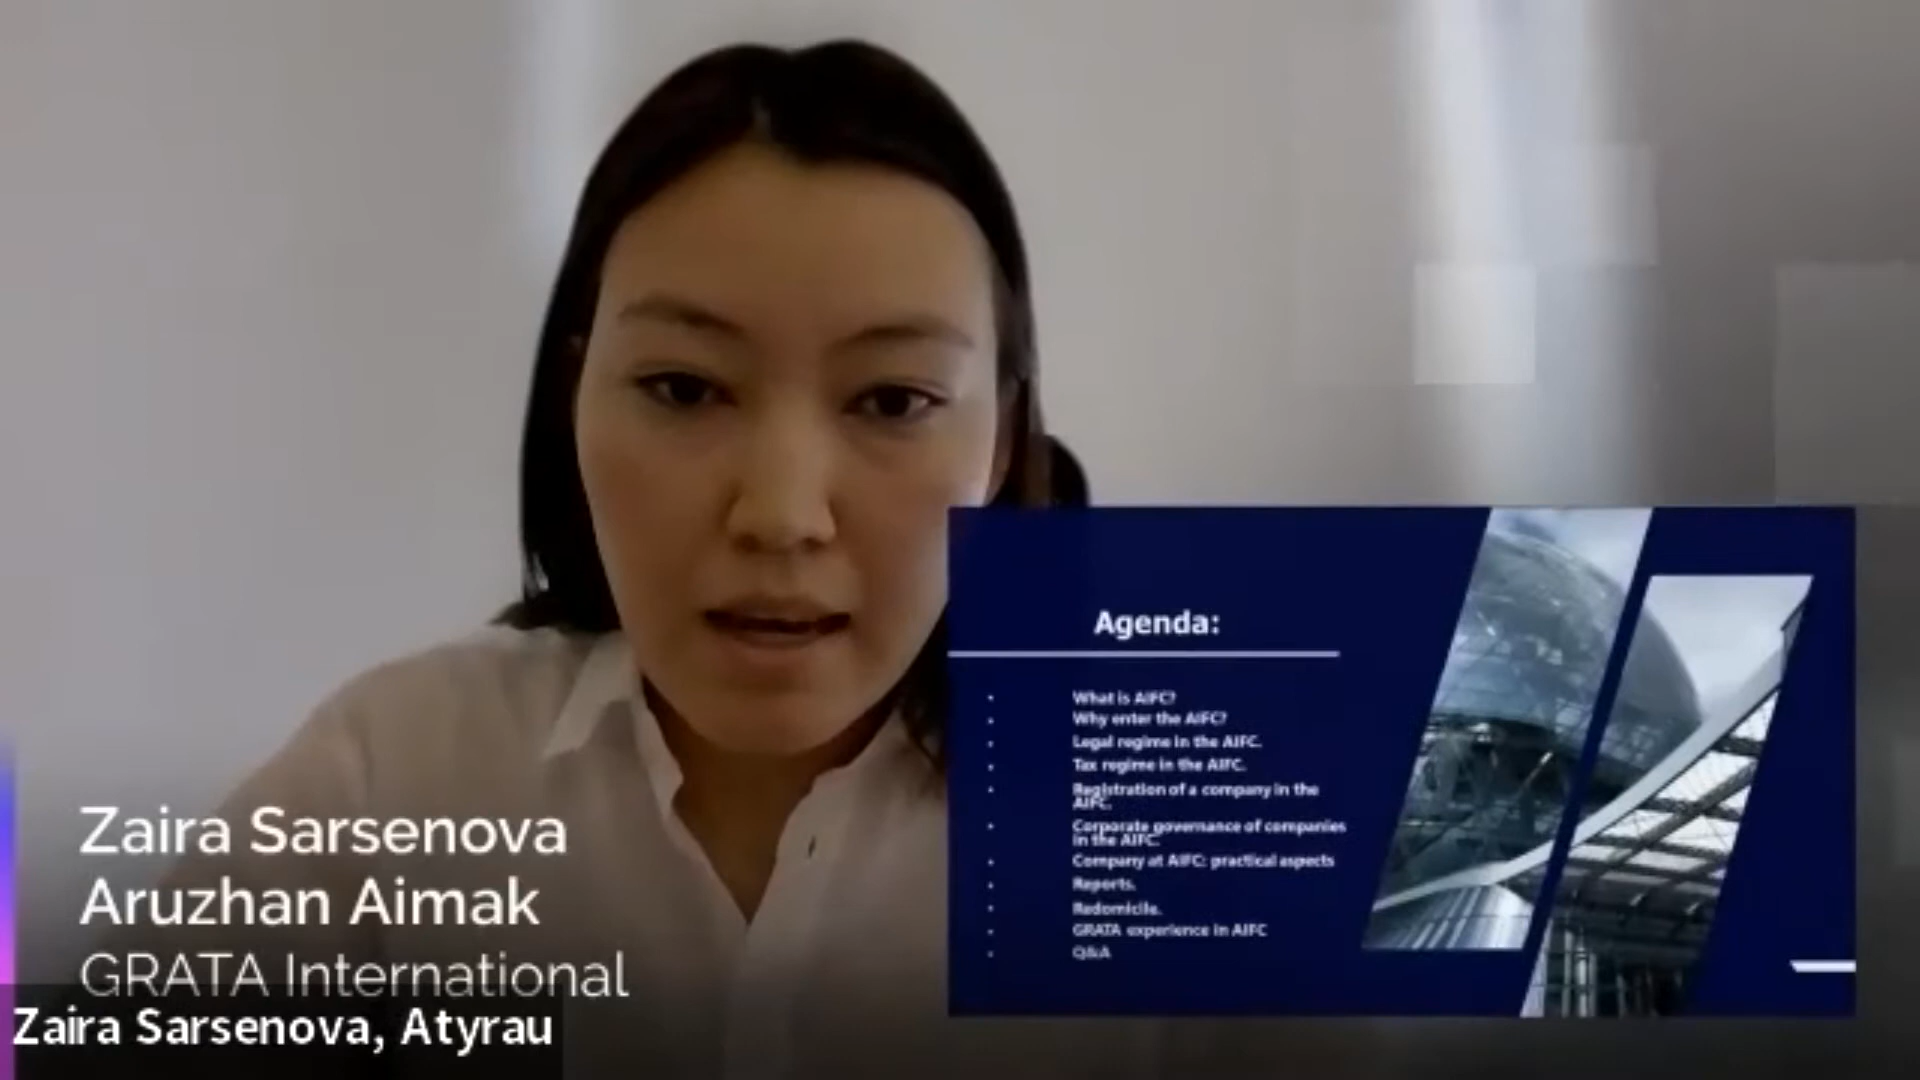 Agenda:
• What is AIFC?
• Why enter the AIFC?
• Legal regime in the AIFC.
• Tax regime in the AIFC.
• Registration of a company in the
AIFC.
• Corporate governance of companies
in the AIFC.
• Company at AIFC: practical aspects
• Reports.
• Redomicile.
• GRATA experience in AIFC
• Q&A
Zaira Sarsenova
Aruzhan Aimak
GRATA International
Zaira Sarsenova, Atyrau